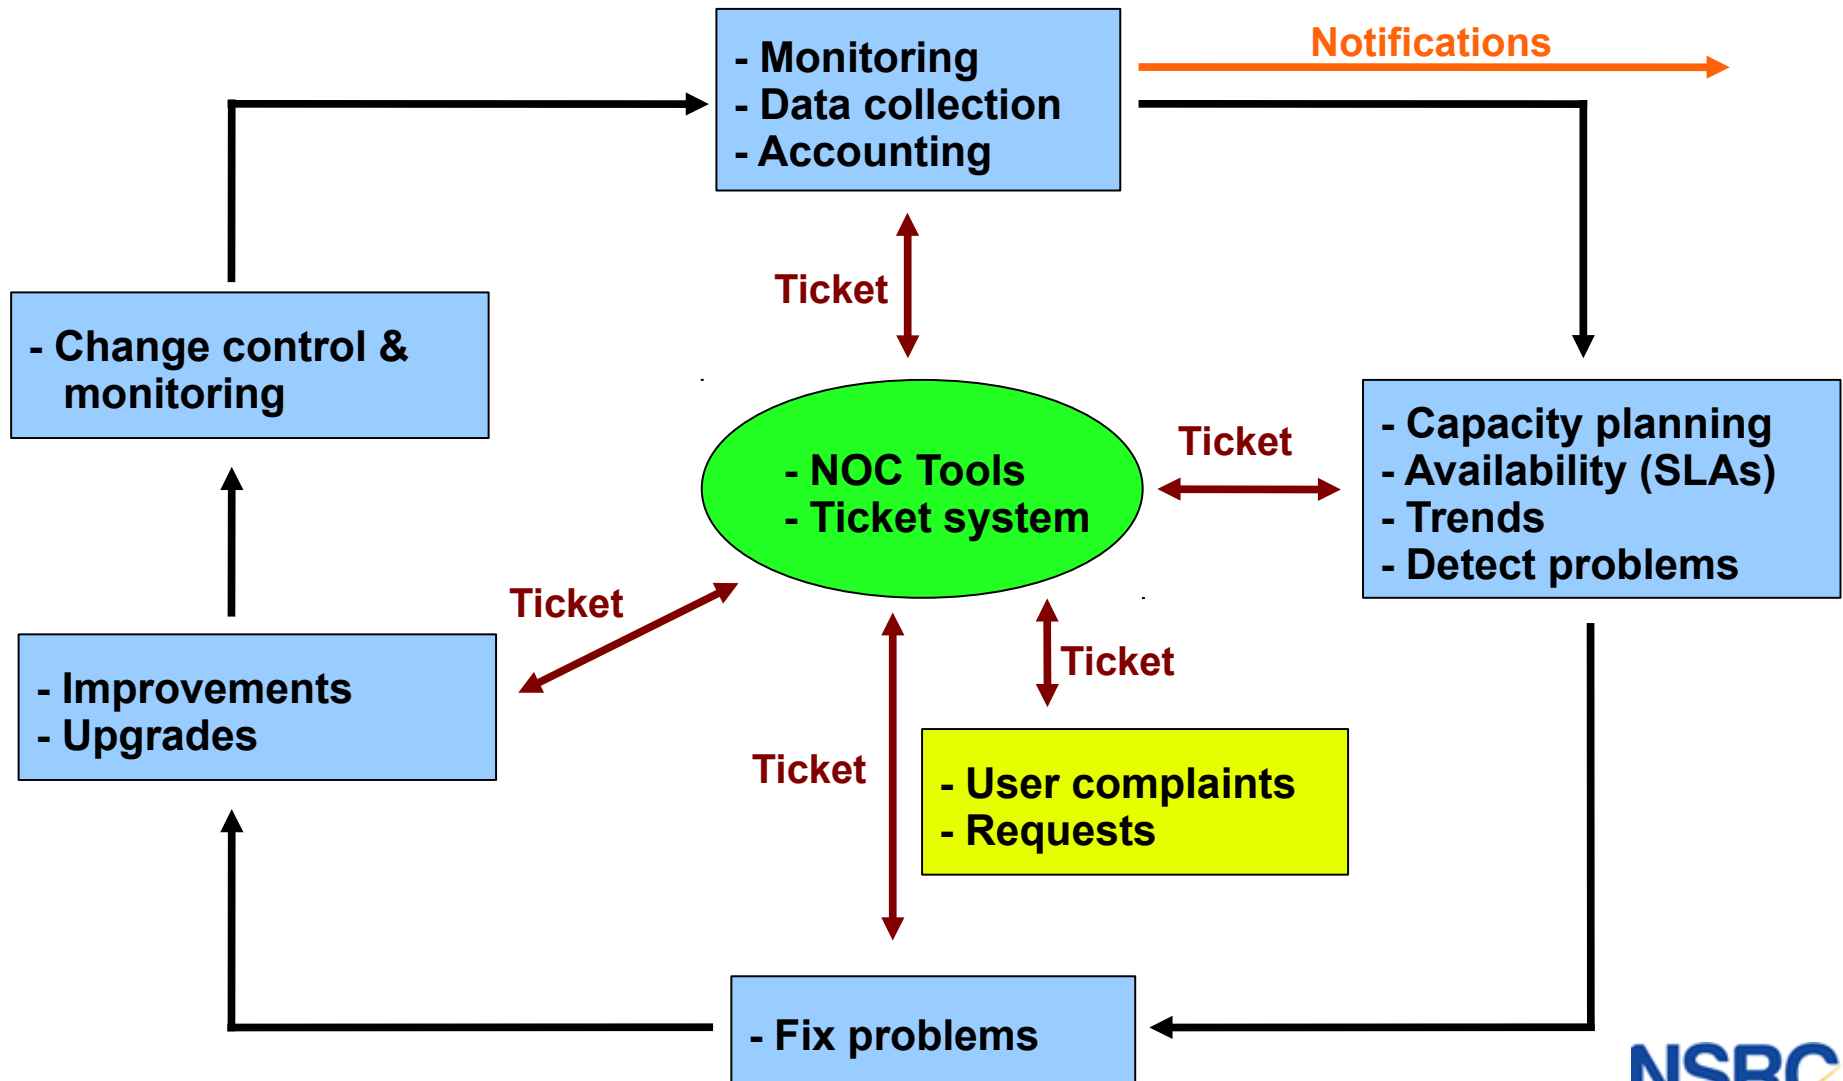 Notifications
- Monitoring
- Data collection
- Accounting
Ticket
- Change control &
monitoring
- NOC Tools
- Ticket system
Ticket
- Capacity planning
- Availability (SLAs)
- Trends
- Detect problems
Ticket
- Improvements
- Upgrades
Ticket
Ticket
- User complaints
- Requests
- Fix problems
NSRC